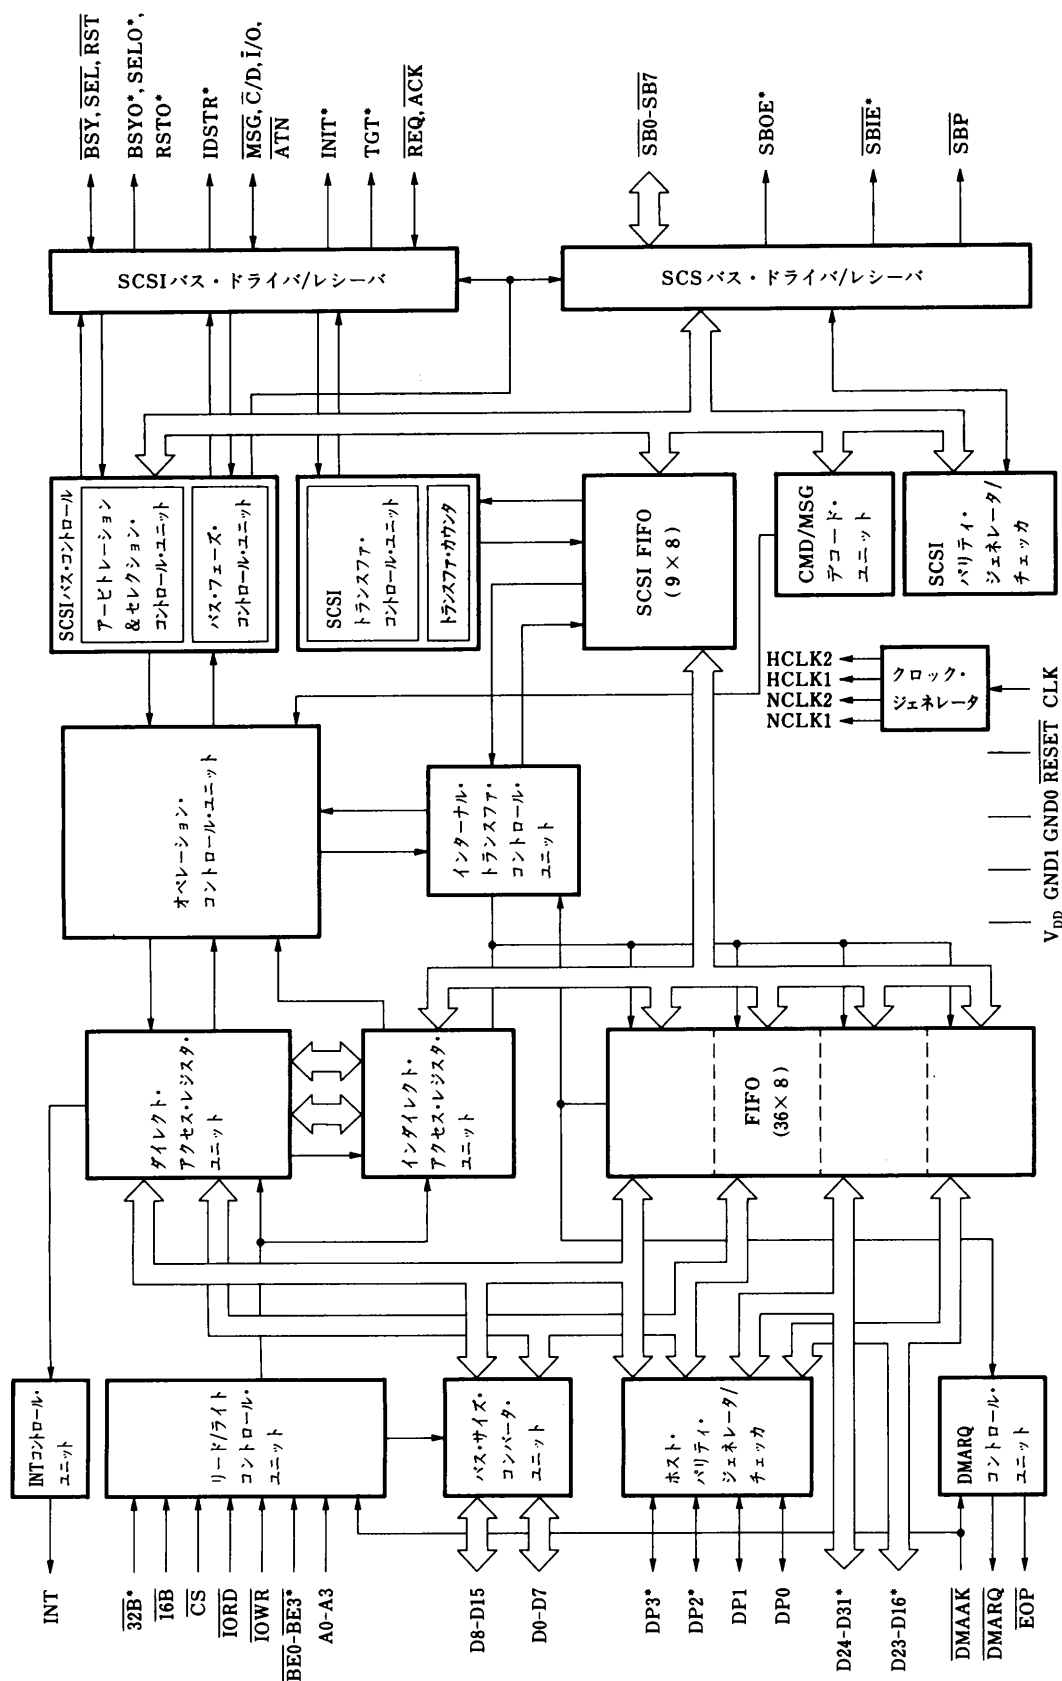 INT
32B*
16B
CS
IORD
IOWR
BE0-BE3*
A0-A3
D8-D15
D0-D7
DP3*
DP2*
DP1
DP0
D24-D31*
D23-D16*
DMAAK
DMARQ
EOP
INTコントロール・
ユニット
リード/ライト
コントロール・
ユニット
バス・サイズ・
コンバータ・
ユニット
ホスト・
パリティ・
ジェネレータ/
チェッカ
DMARQ
コントロール・
ユニット
ダイレクト・
アクセス・レジスタ・
ユニット
インダイレクト・
アクセス・レジスタ・
ユニット
FIFO
(36×8)
オペレーション・
コントロール・ユニット
インターナル・
トランスファ・
コントロール・
ユニット
SCSIバス・コントロール
アービトレーション
&セレクション・
コントロール・ユニット
バス・フェーズ・
コントロール・ユニット
SCSI
トランスファ・
コントロール・ユニット
トランスファ・カウンタ
SCSI FIFO
(9×8)
CMD/MSG
デコード・
ユニット
SCSI
パリティ・
ジェネレータ/
チェッカ
HCLK2
HCLK1
NCLK2
NCLK1
クロック・
ジェネレータ
VDD GND1 GND0 RESET CLK
SCSIバス・ドライバ/レシーバ
SCSバス・ドライバ/レシーバ
BSY, SEL, RST
BSYO*, SELO*,
RSTO*
IDSTR*
MSG, C/D, I/O,
ATN
INIT*
TGT*
REQ, ACK
SB0-SB7
SBOE*
SBIE*
SBP